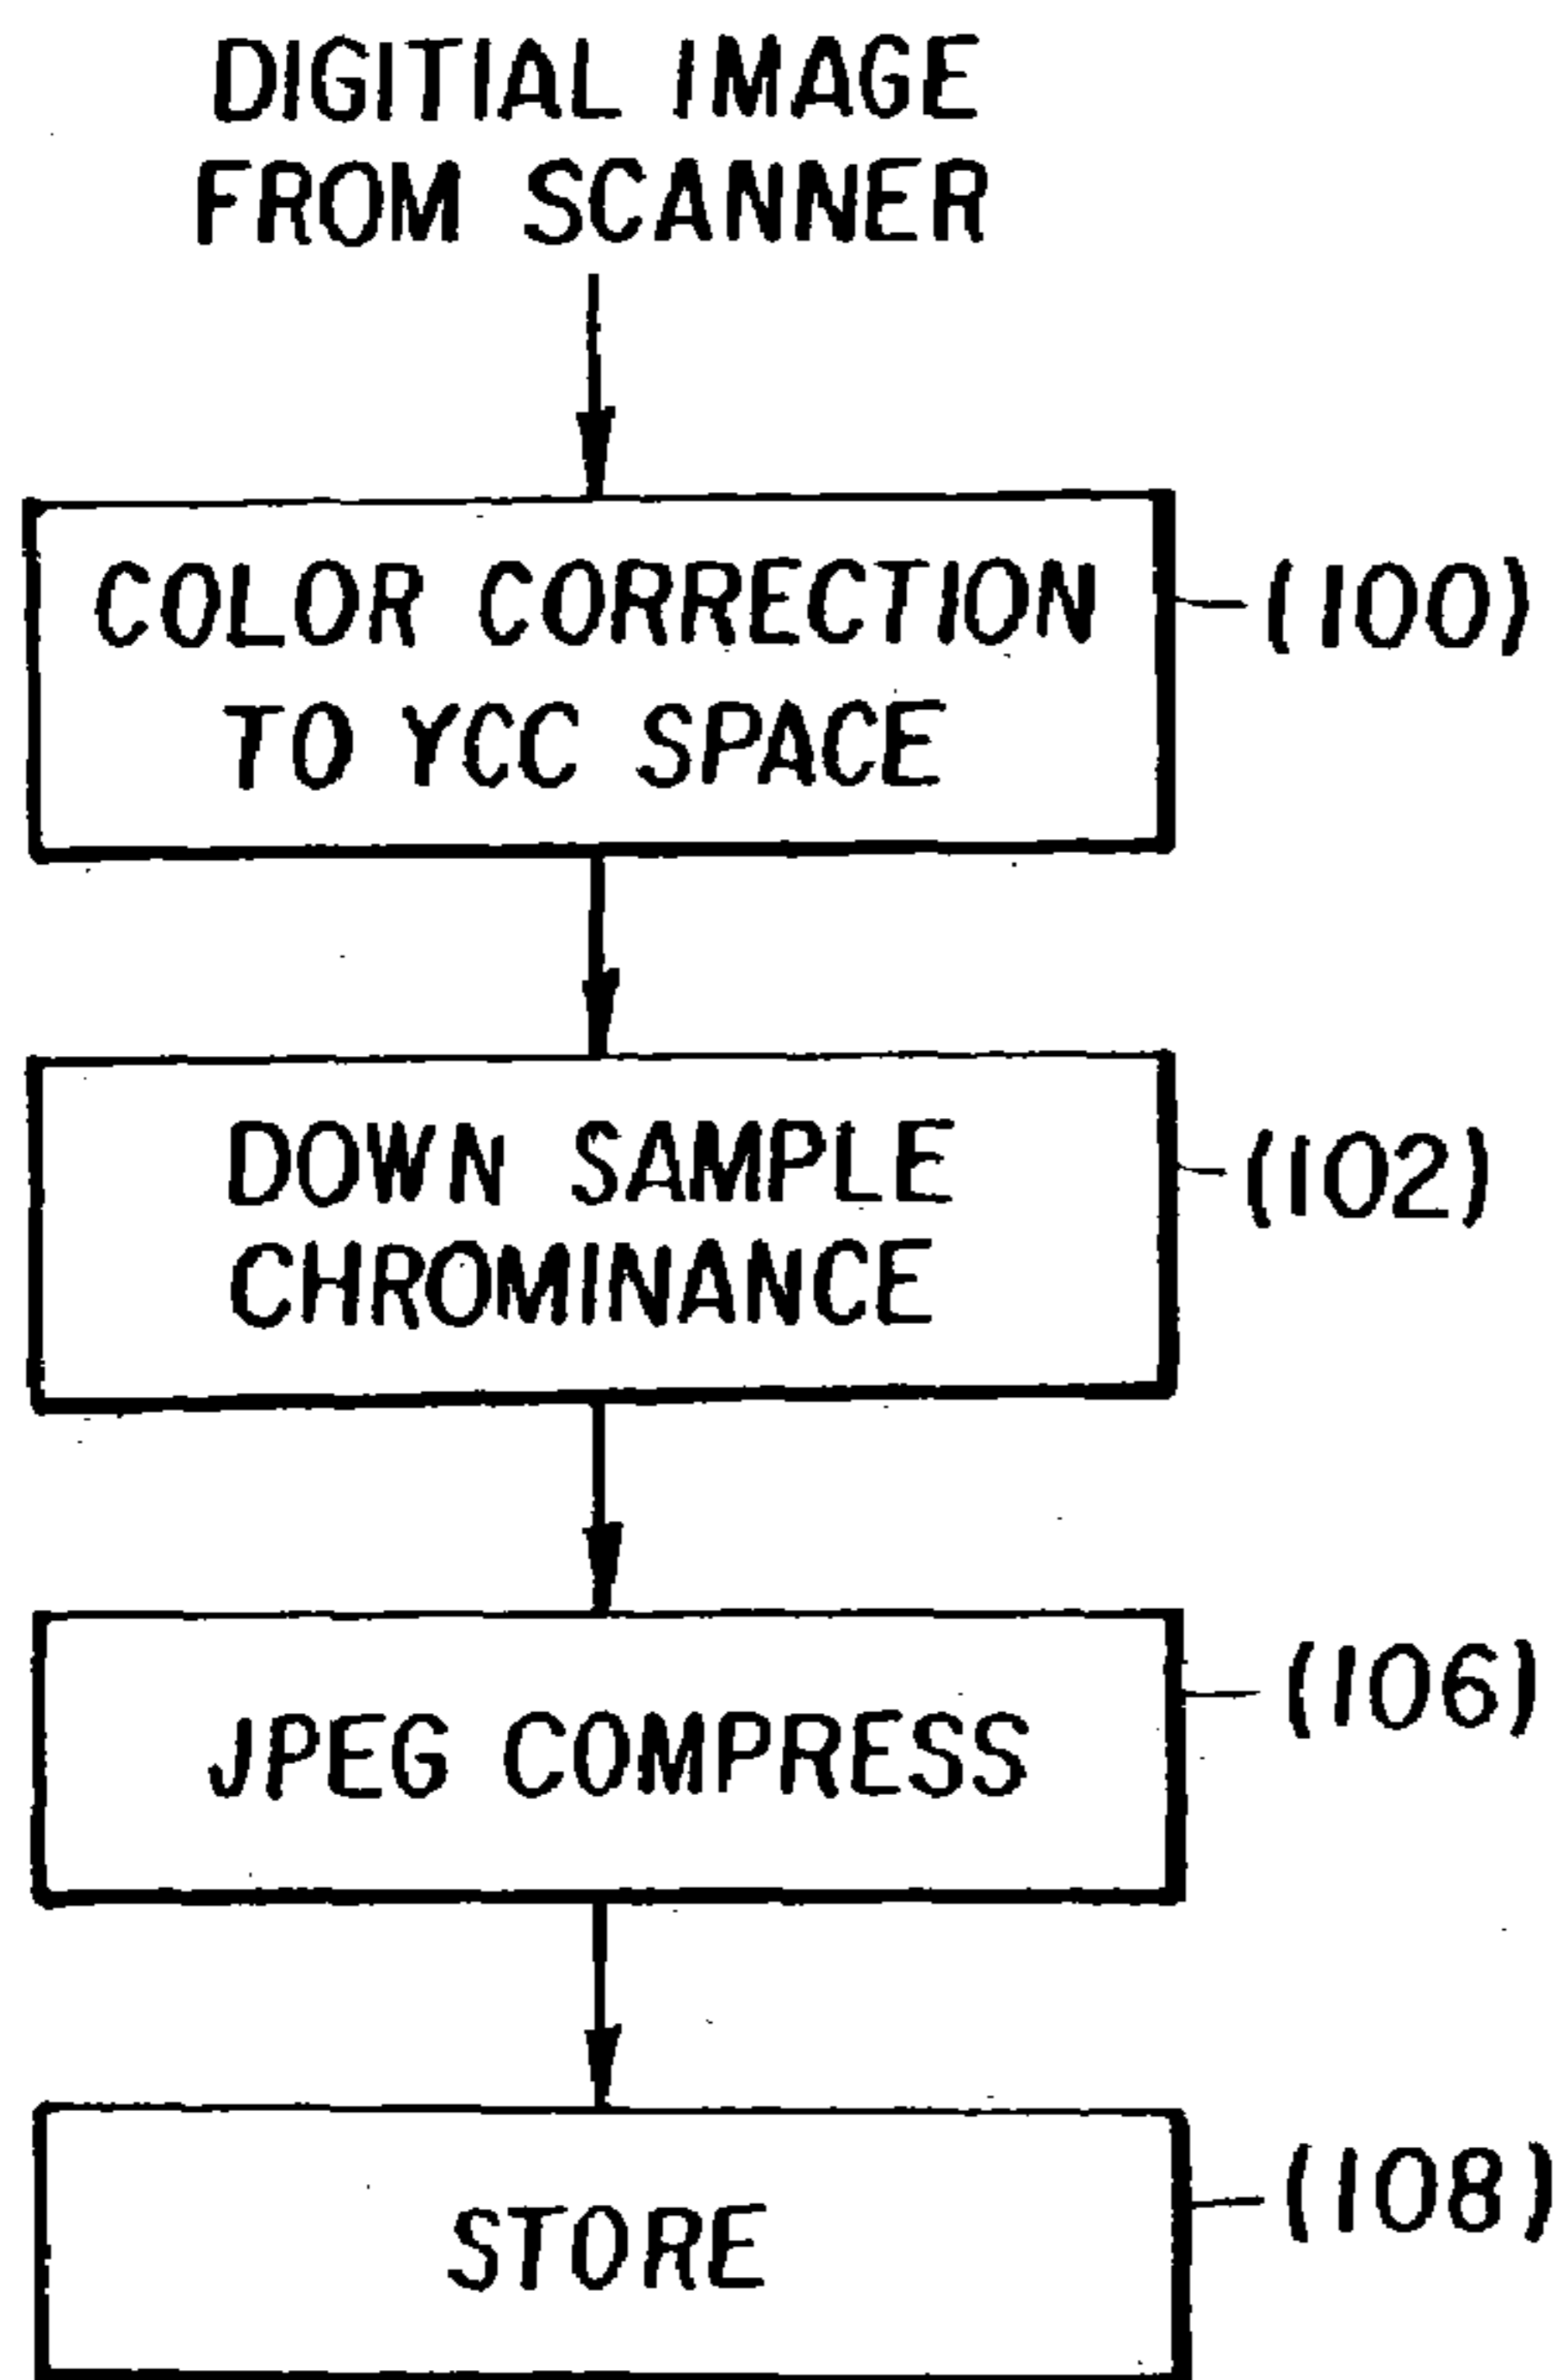 DIGITIAL IMAGE
FROM SCANNER
COLOR CORRECTION
TO YCC SPACE
(100)
DOWN SAMPLE
CHROMINANCE
(102)
JPEG COMPRESS
(106)
STORE
(108)